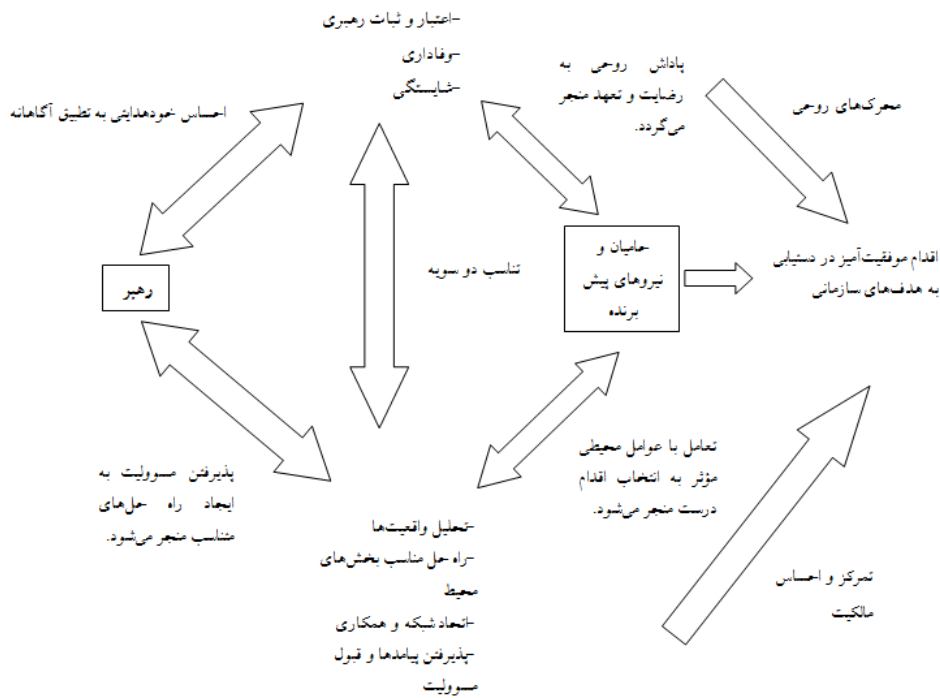 -اعتبار و ثبات رهبری
-وفاداری
-شایستگی
پاداش روحی به
رضایت و تعهد منجر
می‌گردد.
محرک‌های روحی
احساس خودهدایتی به تطبیق آگاهانه
حامیان و
نیروهای پیش
برنده
اقدام موفقیت‌آمیز در دستیابی
به هدف‌های سازمانی
تناسب دو سویه
رهبر
تعامل با عوامل محیطی
مؤثر به انتخاب اقدام
درست منجر می‌شود.
پذیرفتن مسوولیت به
ایجاد راه حل‌های
متناسب منجر می‌شود.
-تحلیل واقعیت‌ها
-راه حل مناسب بخش‌های
محیط
-اتحاد شبکه و همکاری
-پذیرفتن پیامدها و قبول
مسوولیت
تمرکز و احساس
مالکیت